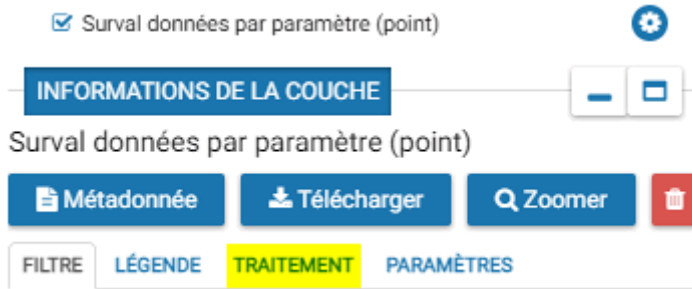 Surval données par paramètre (point)
INFORMATIONS DE LA COUCHE
Surval données par paramètre (point)
Métadonnée Télécharger Zoomer
FILTRE LÉGENDE TRAITEMENT PARAMÈTRES